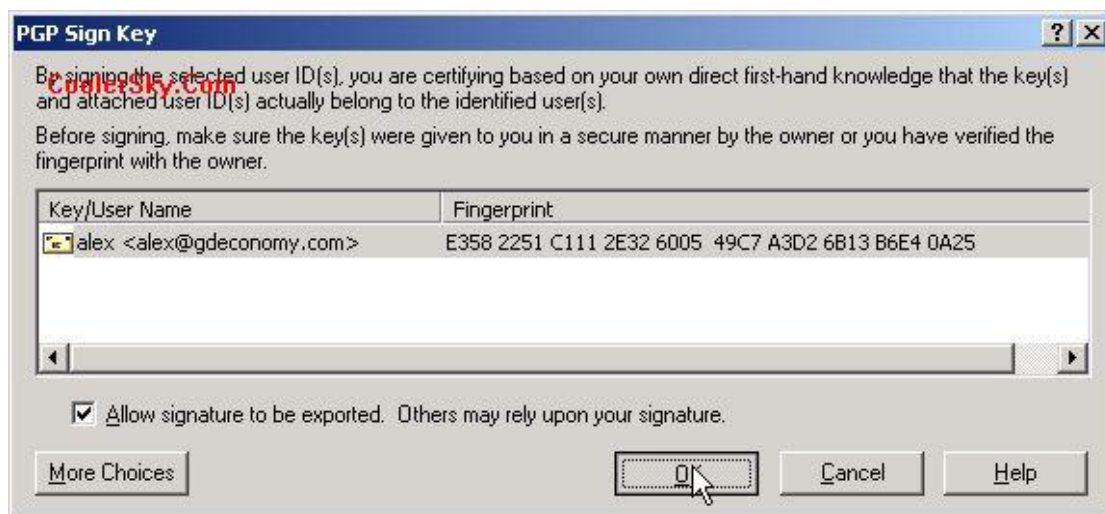 PGP Sign Key
By signing the selected user ID(s), you are certifying based on your own direct first-hand knowledge that the key(s)
CoolerSky.Com
and attached user ID(s) actually belong to the identified user(s).
Before signing, make sure the key(s) were given to you in a secure manner by the owner or you have verified the
fingerprint with the owner.
Key/User Name Fingerprint
alex <alex@gdeconomy.com> E358 2251 C111 2E32 6005 49C7 A3D2 6B13 B6E4 0A25
Allow signature to be exported. Others may rely upon your signature.
More Choices OK Cancel Help